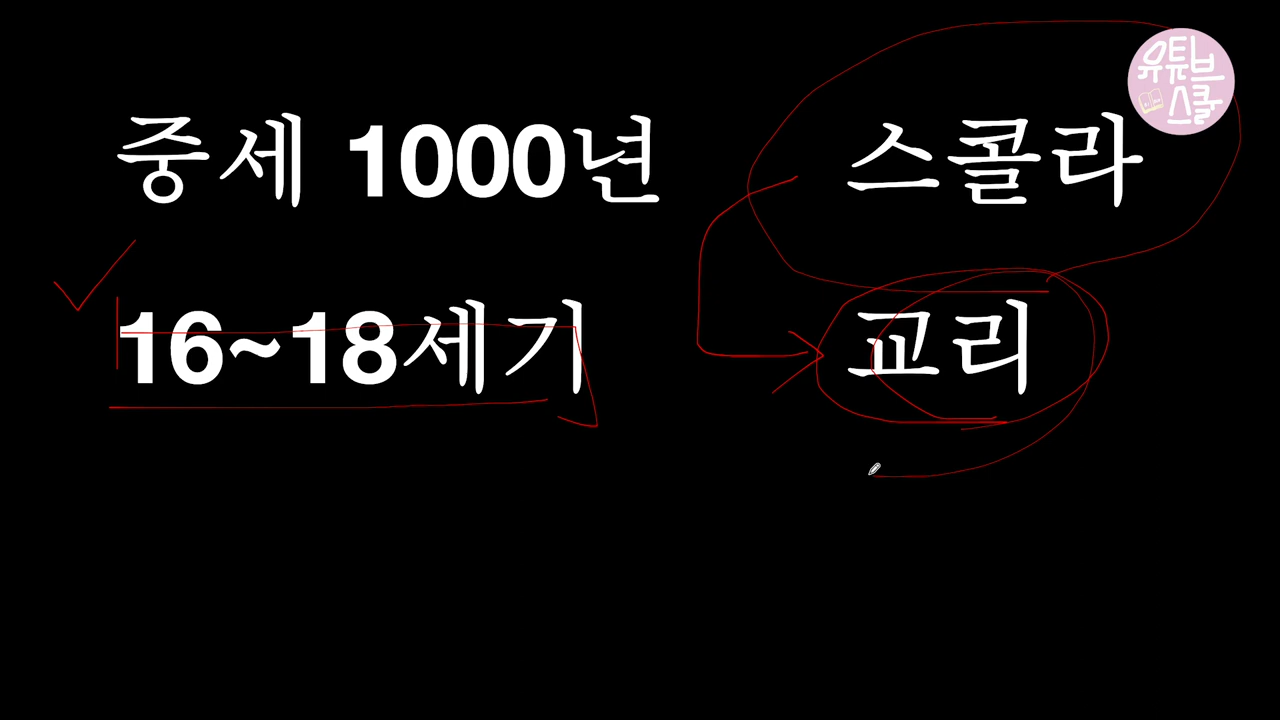 중세 1000년 스콜라
16~18세기 교리
유튜브
스쿨